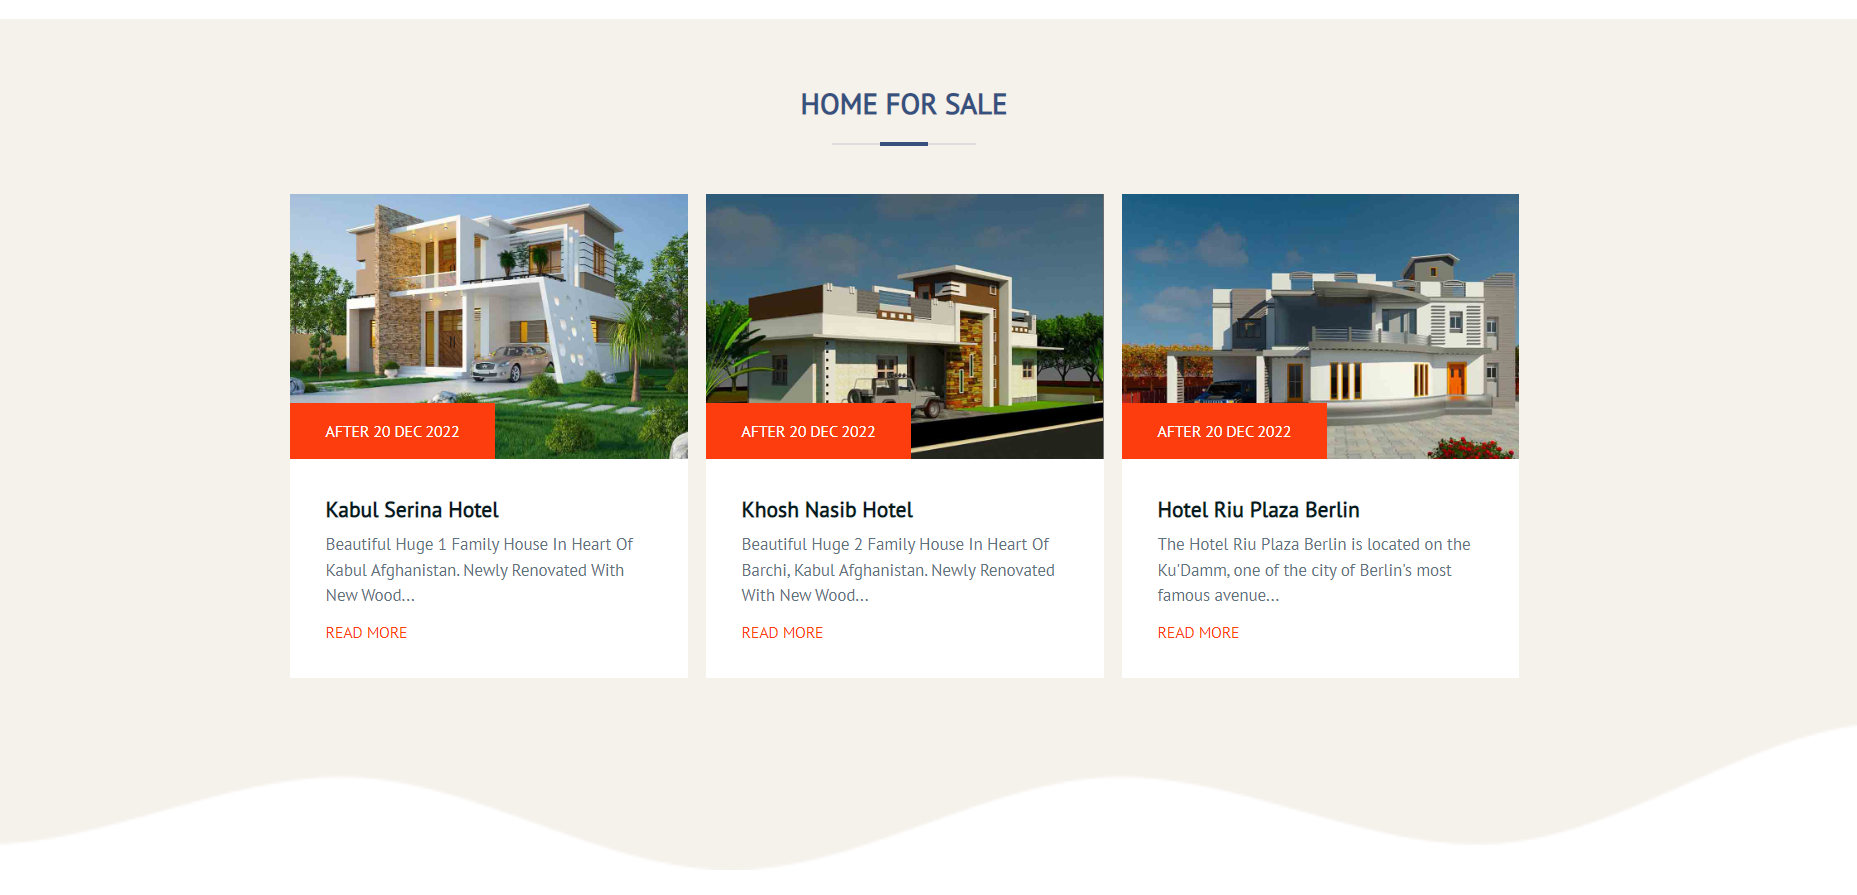 HOME FOR SALE
AFTER 20 DEC 2022
Kabul Serina Hotel
Beautiful Huge 1 Family House In Heart Of
Kabul Afghanistan. Newly Renovated With
New Wood...
READ MORE
AFTER 20 DEC 2022
Khosh Nasib Hotel
Beautiful Huge 2 Family House In Heart Of
Barchi, Kabul Afghanistan. Newly Renovated
With New Wood...
READ MORE
AFTER 20 DEC 2022
Hotel Riu Plaza Berlin
The Hotel Riu Plaza Berlin is located on the
Ku'Damm, one of the city of Berlin's most
famous avenue...
READ MORE